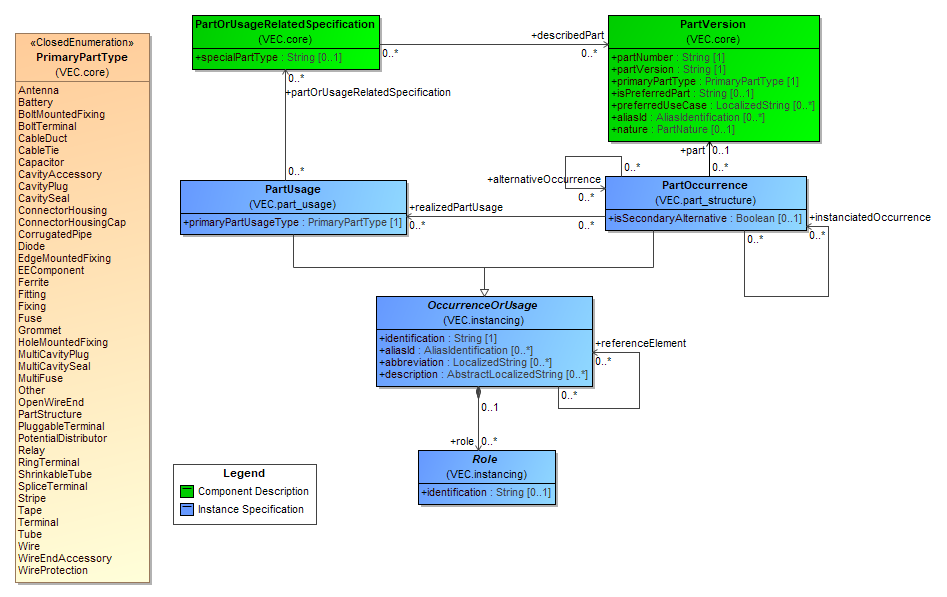 «ClosedEnumeration»
PrimaryPartType
(VEC.core)
Antenna
Battery
BoltMountedFixing
BoltTerminal
CableDuct
CableTie
Capacitor
CavityAccessory
CavityPlug
CavitySeal
ConnectorHousing
ConnectorHousingCap
CorrugatedPipe
Diode
EdgeMountedFixing
EEComponent
Ferrite
Fitting
Fixing
Fuse
Grommet
HoleMountedFixing
MultiCavityPlug
MultiCavitySeal
MultiFuse
Other
OpenWireEnd
PartStructure
PluggableTerminal
PotentialDistributor
Relay
RingTerminal
ShrinkableTube
SpliceTerminal
Stripe
Tape
Terminal
Tube
Wire
WireEndAccessory
WireProtection
PartOrUsageRelatedSpecification
(VEC.core)
+specialPartType : String [0..1]
0..*
+describedPart
0..*
PartVersion
(VEC.core)
+partNumber : String [1]
+partVersion : String [1]
+primaryPartType : PrimaryPartType [1]
+isPreferredPart : String [0..1]
+preferredUseCase : LocalizedString [0..*]
+aliasId : AliasIdentification [0..*]
+nature : PartNature [0..1]
0..*
+partOrUsageRelatedSpecification
0..*
+part
0..1
0..*
+alternativeOccurrence
0..*
0..*
PartUsage
(VEC.part_usage)
+primaryPartUsageType : PrimaryPartType [1]
+realizedPartUsage
0..*
0..*
PartOccurrence
(VEC.part_structure)
+isSecondaryAlternative : Boolean [0..1]
+instanciatedOccurrence
0..*
0..*
OccurrenceOrUsage
(VEC.instancing)
+identification : String [1]
+aliasId : AliasIdentification [0..*]
+abbreviation : LocalizedString [0..*]
+description : AbstractLocalizedString [0..*]
+referenceElement
0..*
0..*
0..1
+role
0..*
Role
(VEC.instancing)
+identification : String [0..1]
Legend
Component Description
Instance Specification